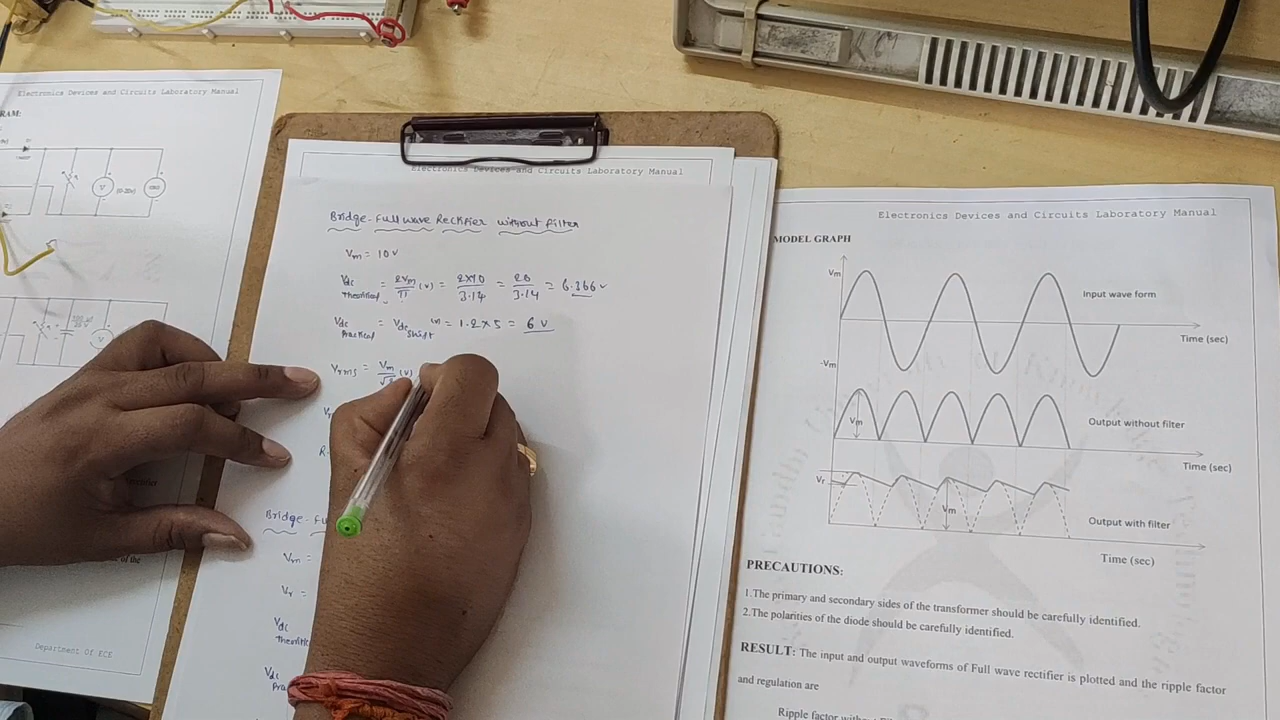 Electronics Devices and Circuits Laboratory Manual
RAM:
V
(0-20v)
CRO
Department Of ECE
Electronics Devices and Circuits Laboratory Manual
Bridge-Full wave Rectifier without filter
Vm = 10 v
Vdc Theoritical = 2Vm/π (v) = 2×10/3.14 = 20/3.14 = 6.366 v
Vdc Practical = Vdc shift (v) = 1.2 × 5 = 6 v
Vrms = Vm/√2 (v)
Bridge-Fu
Vm =
Vr =
Vdc
Vdc
Electronics Devices and Circuits Laboratory Manual
MODEL GRAPH
Vm
Input wave form
Time (sec)
-Vm
Vm
Output without filter
Time (sec)
Vr
Vm
Output with filter
Time (sec)
PRECAUTIONS:
1.The primary and secondary sides of the transformer should be carefully identified.
2.The polarities of the diode should be carefully identified.
RESULT: The input and output waveforms of Full wave rectifier is plotted and the ripple factor
and regulation are
Ripple factor